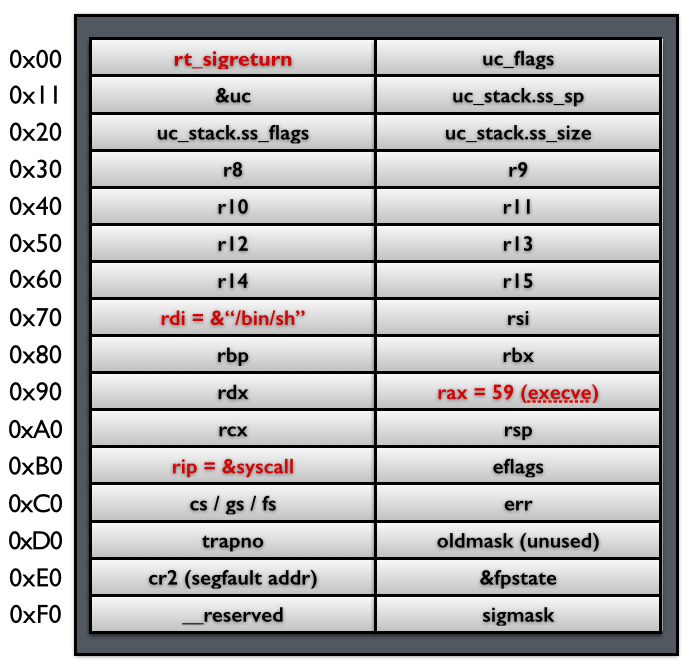 0x00 rt_sigreturn uc_flags
0x11 &uc uc_stack.ss_sp
0x20 uc_stack.ss_flags uc_stack.ss_size
0x30 r8 r9
0x40 r10 r11
0x50 r12 r13
0x60 r14 r15
0x70 rdi = &“/bin/sh” rsi
0x80 rbp rbx
0x90 rdx rax = 59 (execve)
0xA0 rcx rsp
0xB0 rip = &syscall eflags
0xC0 cs / gs / fs err
0xD0 trapno oldmask (unused)
0xE0 cr2 (segfault addr) &fpstate
0xF0 __reserved sigmask